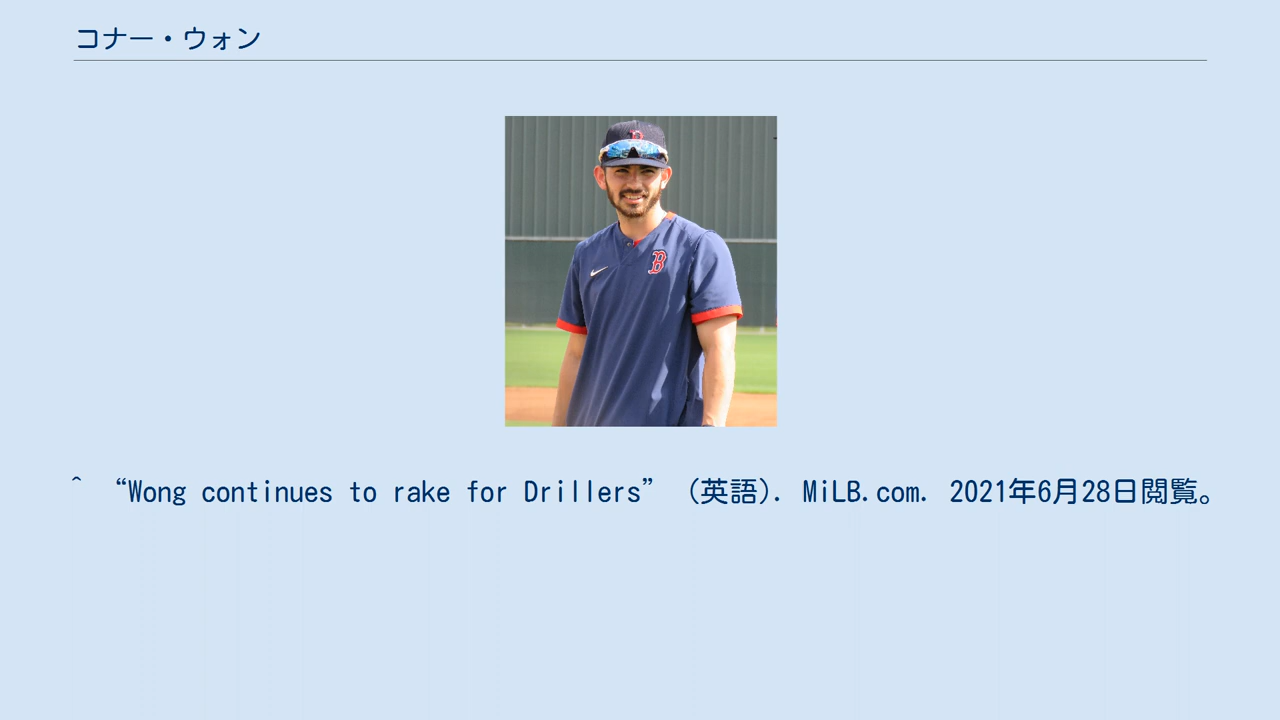 コナー・ウォン
B
^ “Wong continues to rake for Drillers” （英語）. MiLB.com. 2021年6月28日閲覧。